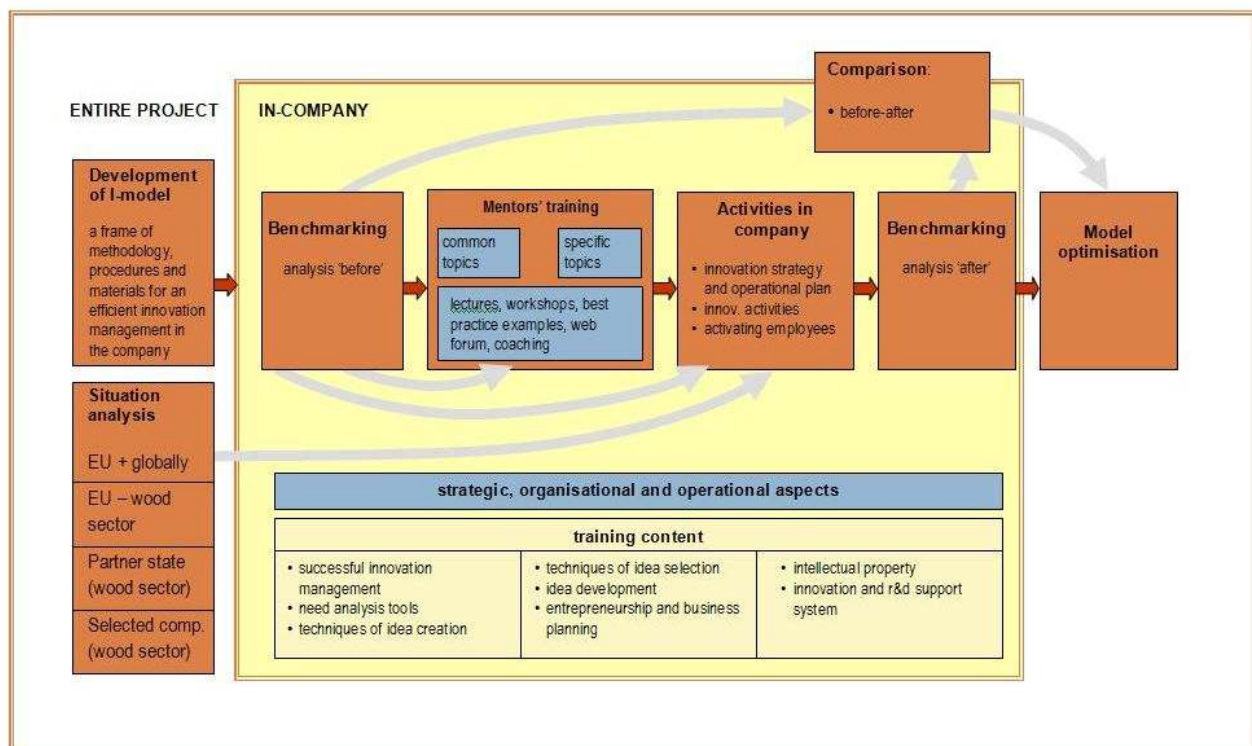 ENTIRE PROJECT
IN-COMPANY
Development
of I-model
a frame of
methodology,
procedures and
materials for an
efficient innovation
management in
the company
Situation
analysis
EU + globally
EU – wood
sector
Partner state
(wood sector)
Selected comp.
(wood sector)
Benchmarking
analysis 'before'
Mentors' training
common
topics
specific
topics
lectures, workshops, best
practice examples, web
forum, coaching
Activities in
company
• innovation strategy
and operational plan
• innov. activities
• activating employees
Benchmarking
analysis 'after'
Comparison:
• before-after
Model
optimisation
strategic, organisational and operational aspects
training content
• successful innovation
management
• need analysis tools
• techniques of idea creation
• techniques of idea selection
• idea development
• entrepreneurship and business
planning
• intellectual property
• innovation and r&d support
system